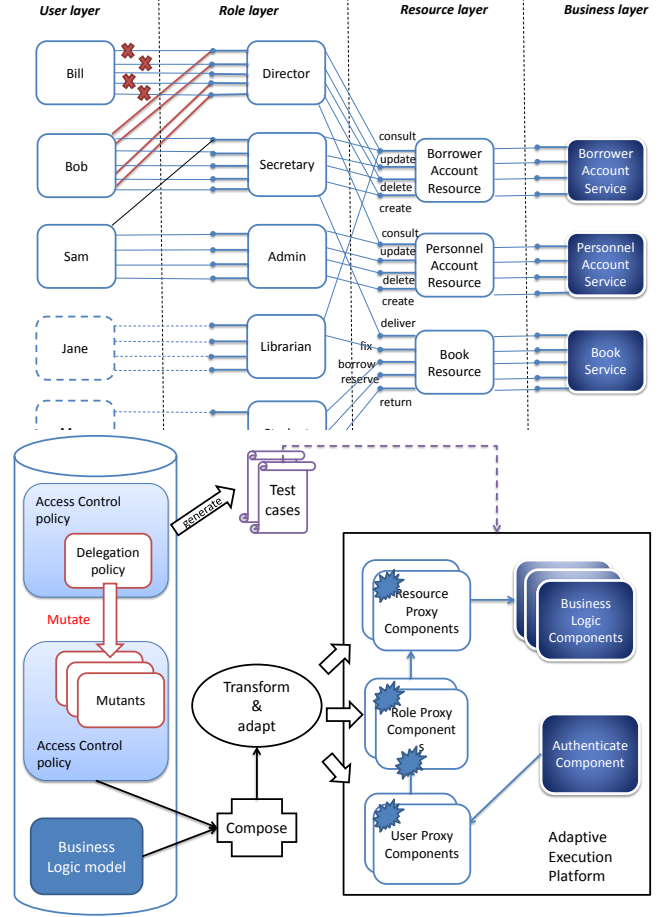 User layer
Role layer
Resource layer
Business layer
Bill
Director
Bob
Secretary
consult
update
delete
create
Borrower
Account
Resource
Borrower
Account
Service
Sam
Admin
consult
update
delete
create
Personnel
Account
Resource
Personnel
Account
Service
Jane
Librarian
deliver
fix
borrow
reserve
return
Book
Resource
Book
Service
Access Control
policy
Delegation
policy
generate
Test
cases
Mutate
Mutants
Access Control
policy
Business
Logic model
Compose
Transform
&
adapt
Resource
Proxy
Components
Business
Logic
Components
Role Proxy
Component
s
Authenticate
Component
User Proxy
Components
Adaptive
Execution
Platform